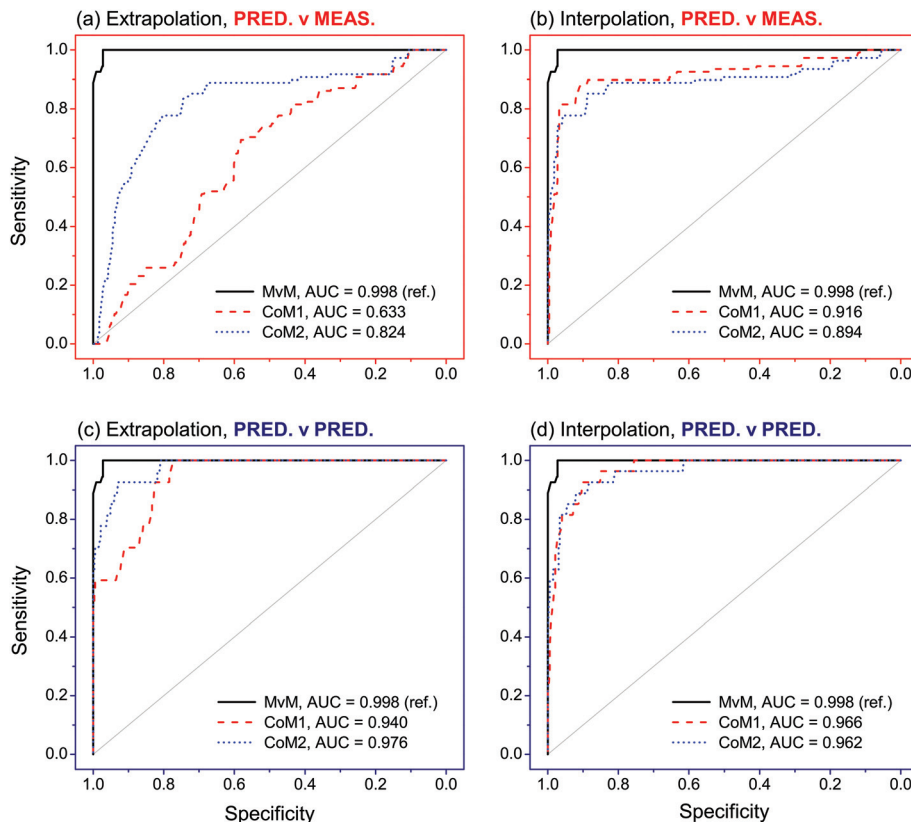 (a) Extrapolation, PRED. v MEAS.
1.0
0.8
0.6
0.4
0.2
0.0
Sensitivity
MvM, AUC = 0.998 (ref.)
CoM1, AUC = 0.633
CoM2, AUC = 0.824
1.0 0.8 0.6 0.4 0.2 0.0
(b) Interpolation, PRED. v MEAS.
1.0
0.8
0.6
0.4
0.2
0.0
Sensitivity
MvM, AUC = 0.998 (ref.)
CoM1, AUC = 0.916
CoM2, AUC = 0.894
1.0 0.8 0.6 0.4 0.2 0.0
(c) Extrapolation, PRED. v PRED.
1.0
0.8
0.6
0.4
0.2
0.0
Sensitivity
MvM, AUC = 0.998 (ref.)
CoM1, AUC = 0.940
CoM2, AUC = 0.976
1.0 0.8 0.6 0.4 0.2 0.0
Specificity
(d) Interpolation, PRED. v PRED.
1.0
0.8
0.6
0.4
0.2
0.0
Sensitivity
MvM, AUC = 0.998 (ref.)
CoM1, AUC = 0.966
CoM2, AUC = 0.962
1.0 0.8 0.6 0.4 0.2 0.0
Specificity